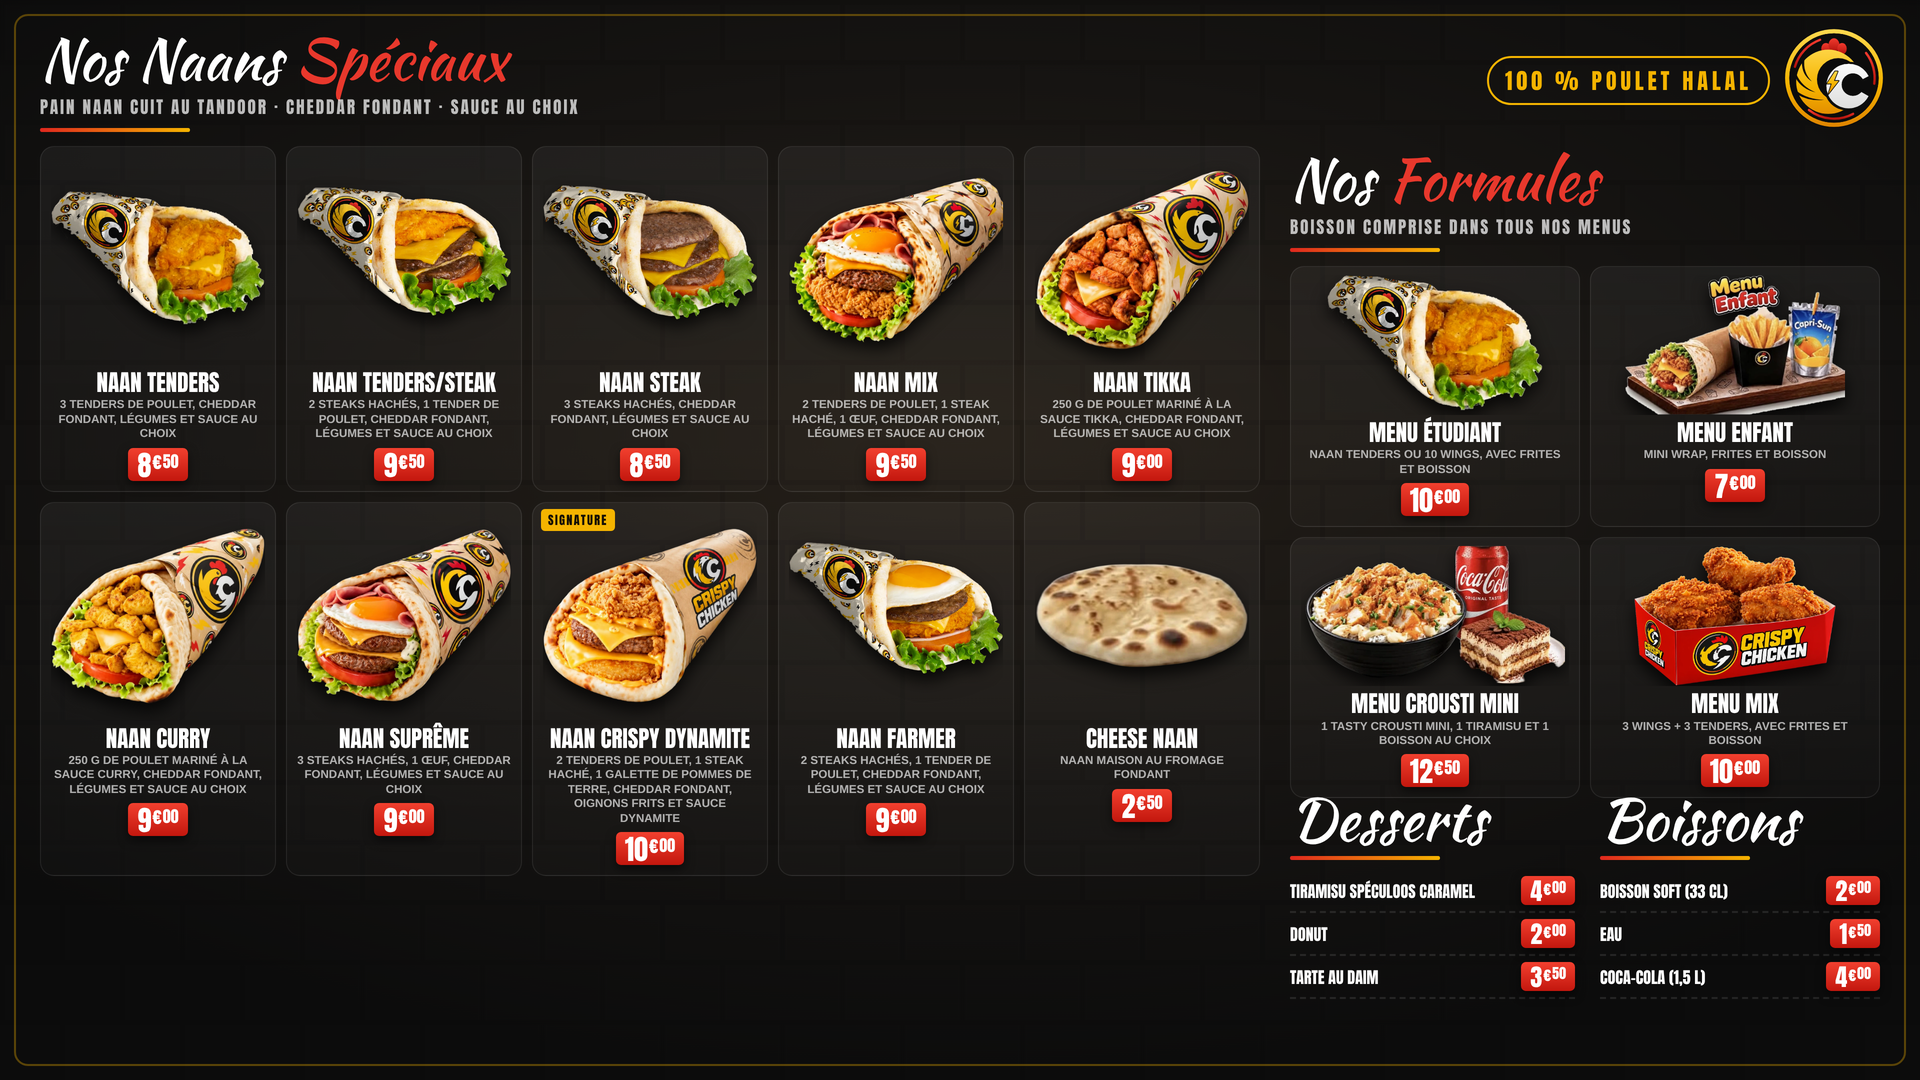 Nos Naans Spéciaux
PAIN NAAN CUIT AU TANDOOR · CHEDDAR FONDANT · SAUCE AU CHOIX
100 % POULET HALAL
C
NAAN TENDERS
3 TENDERS DE POULET, CHEDDAR
FONDANT, LÉGUMES ET SAUCE AU
CHOIX
8€50
NAAN TENDERS/STEAK
2 STEAKS HACHÉS, 1 TENDER DE
POULET, CHEDDAR FONDANT,
LÉGUMES ET SAUCE AU CHOIX
9€50
NAAN STEAK
3 STEAKS HACHÉS, CHEDDAR
FONDANT, LÉGUMES ET SAUCE AU
CHOIX
8€50
NAAN MIX
2 TENDERS DE POULET, 1 STEAK
HACHÉ, 1 ŒUF, CHEDDAR FONDANT,
LÉGUMES ET SAUCE AU CHOIX
9€50
NAAN TIKKA
250 G DE POULET MARINÉ À LA
SAUCE TIKKA, CHEDDAR FONDANT,
LÉGUMES ET SAUCE AU CHOIX
9€00
NAAN CURRY
250 G DE POULET MARINÉ À LA
SAUCE CURRY, CHEDDAR FONDANT,
LÉGUMES ET SAUCE AU CHOIX
9€00
NAAN SUPRÊME
3 STEAKS HACHÉS, 1 ŒUF, CHEDDAR
FONDANT, LÉGUMES ET SAUCE AU
CHOIX
9€00
SIGNATURE
CRISPY
CHICKEN
NAAN CRISPY DYNAMITE
2 TENDERS DE POULET, 1 STEAK
HACHÉ, 1 GALETTE DE POMMES DE
TERRE, CHEDDAR FONDANT,
OIGNONS FRITS ET SAUCE
DYNAMITE
10€00
NAAN FARMER
2 STEAKS HACHÉS, 1 TENDER DE
POULET, CHEDDAR FONDANT,
LÉGUMES ET SAUCE AU CHOIX
9€00
CHEESE NAAN
NAAN MAISON AU FROMAGE
FONDANT
2€50
Nos Formules
BOISSON COMPRISE DANS TOUS NOS MENUS
MENU ÉTUDIANT
NAAN TENDERS OU 10 WINGS, AVEC FRITES
ET BOISSON
10€00
Menu
Enfant
Capri-Sun
MENU ENFANT
MINI WRAP, FRITES ET BOISSON
7€00
Coca-Cola
ORIGINAL TASTE
MENU CROUSTI MINI
1 TASTY CROUSTI MINI, 1 TIRAMISU ET 1
BOISSON AU CHOIX
12€50
CRISPY
CHICKEN
CRISPY
CHICKEN
MENU MIX
3 WINGS + 3 TENDERS, AVEC FRITES ET
BOISSON
10€00
Desserts
TIRAMISU SPÉCULOOS CARAMEL 4€00
DONUT 2€00
TARTE AU DAIM 3€50
Boissons
BOISSON SOFT (33 CL) 2€00
EAU 1€50
COCA-COLA (1,5 L) 4€00